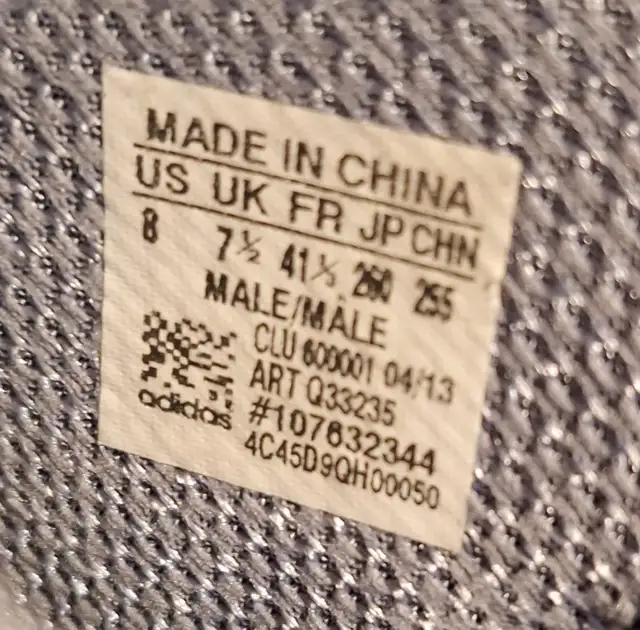 MADE IN CHINA
US UK FR JP CHN
8 7½ 41⅓ 260 255
MALE/MÂLE
CLU 600001 04/13
ART Q33235
adidas #107632344
4C45D9QH00050